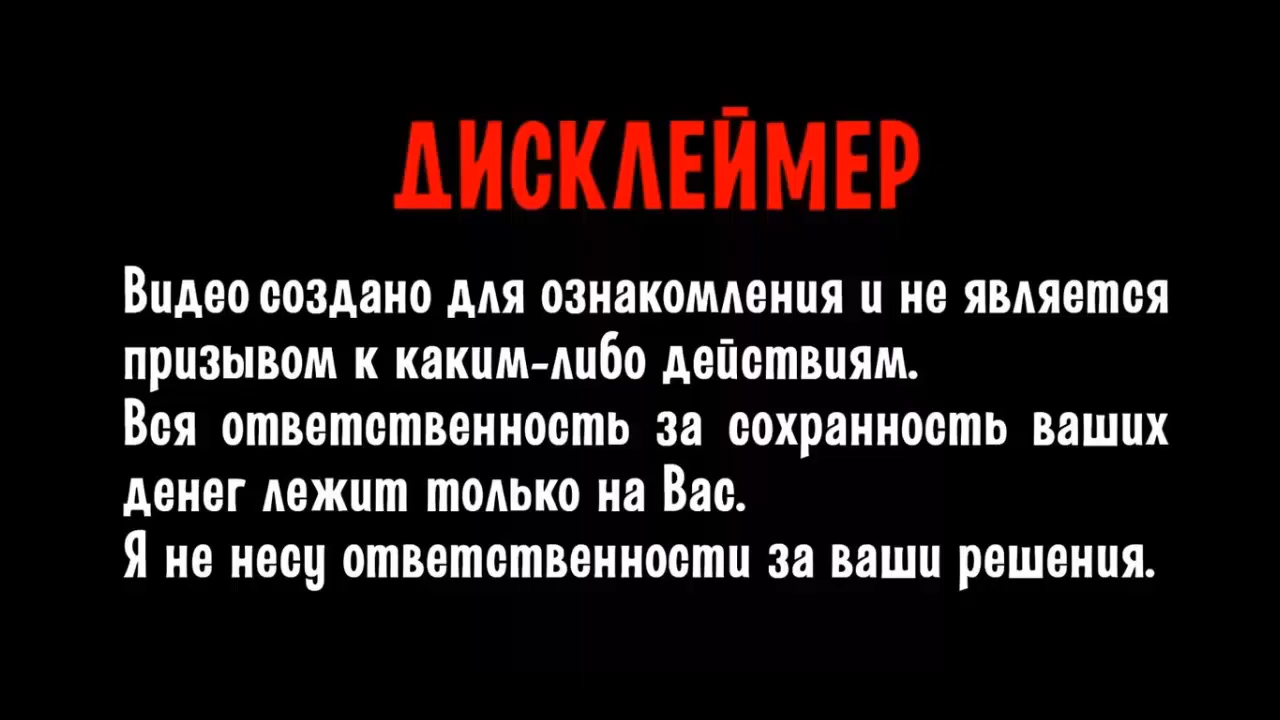 ДИСКЛЕЙМЕР
Видео создано для ознакомления и не является
призывом к каким-либо действиям.
Вся ответственность за сохранность ваших
денег лежит только на Вас.
Я не несу ответственности за ваши решения.